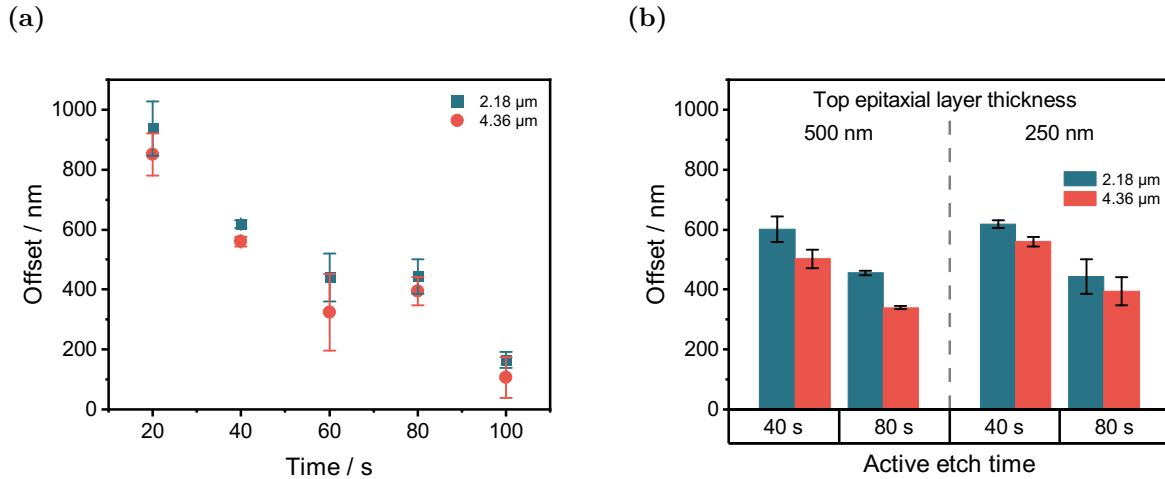 (a)
1000
800
600
400
200
0
Offset / nm
2.18 µm
4.36 µm
20 40 60 80 100
Time / s
(b)
1000
800
600
400
200
0
Offset / nm
Top epitaxial layer thickness
500 nm 250 nm
2.18 µm
4.36 µm
40 s 80 s 40 s 80 s
Active etch time